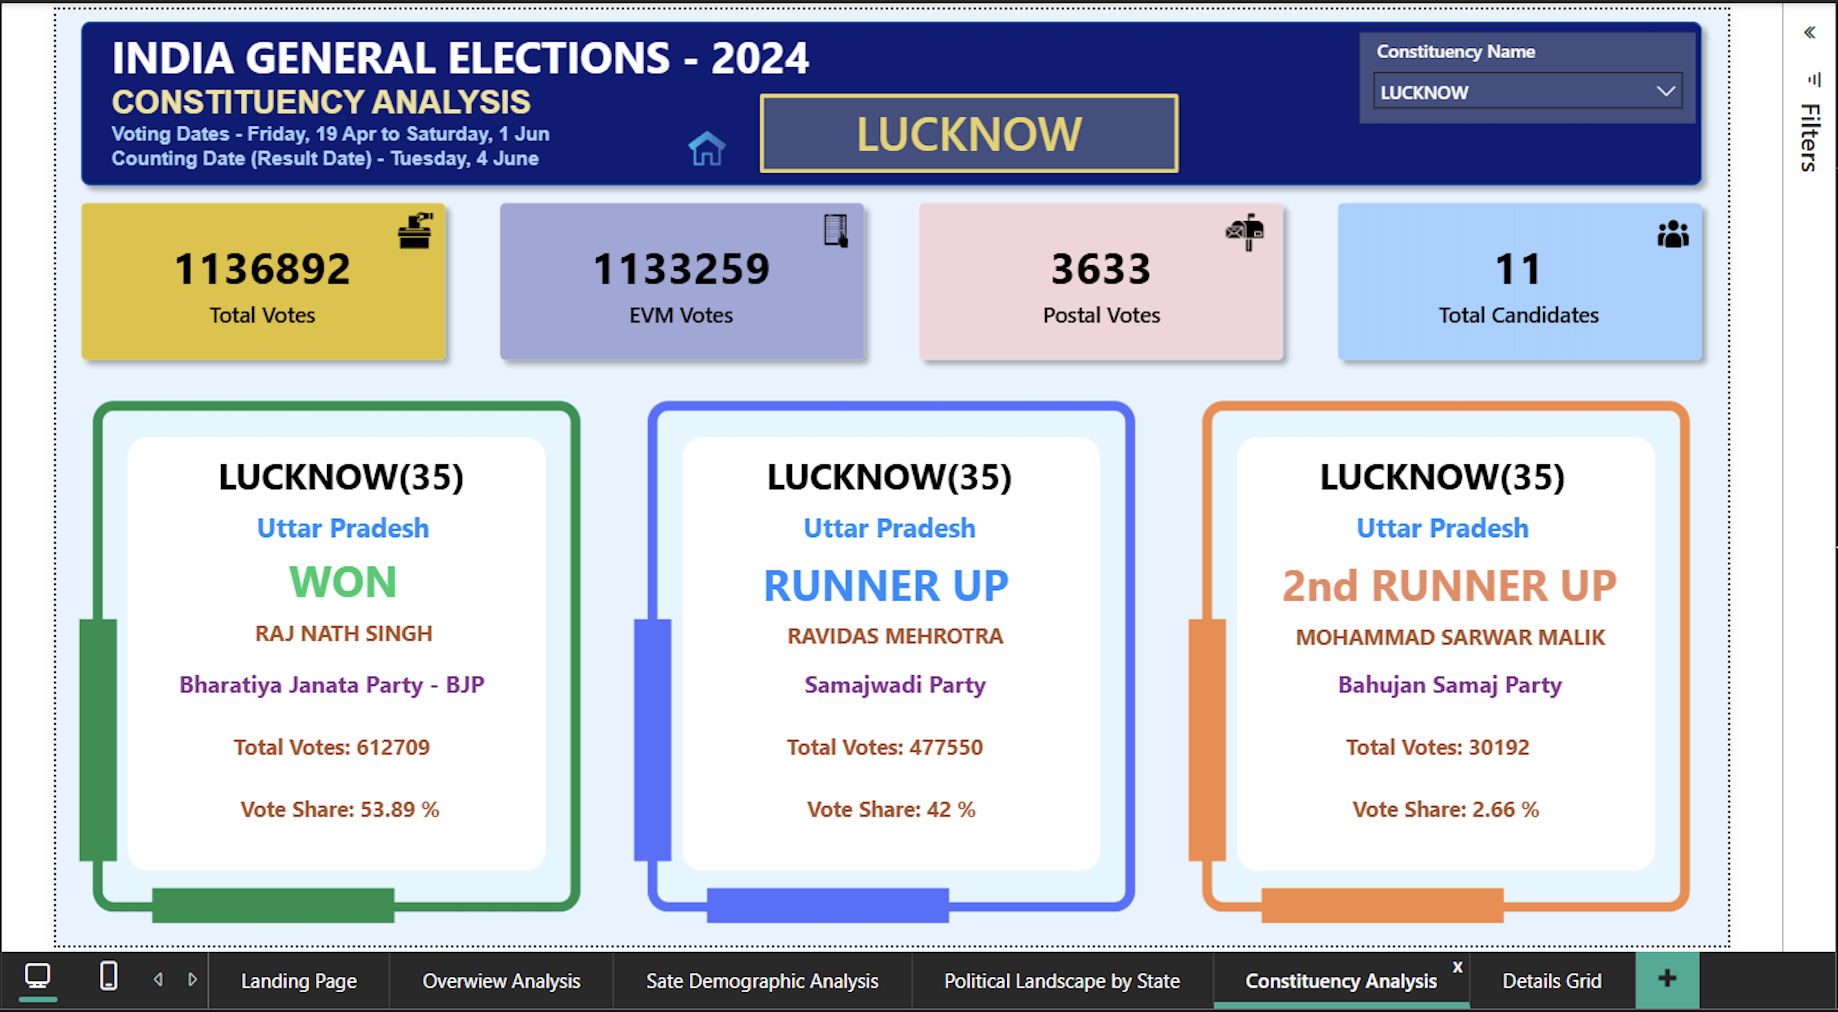 INDIA GENERAL ELECTIONS - 2024
CONSTITUENCY ANALYSIS
Voting Dates - Friday, 19 Apr to Saturday, 1 Jun
Counting Date (Result Date) - Tuesday, 4 June
LUCKNOW
Constituency Name
LUCKNOW
«
Filters
1136892
Total Votes
1133259
EVM Votes
3633
Postal Votes
11
Total Candidates
LUCKNOW(35)
Uttar Pradesh
WON
RAJ NATH SINGH
Bharatiya Janata Party - BJP
Total Votes: 612709
Vote Share: 53.89 %
LUCKNOW(35)
Uttar Pradesh
RUNNER UP
RAVIDAS MEHROTRA
Samajwadi Party
Total Votes: 477550
Vote Share: 42 %
LUCKNOW(35)
Uttar Pradesh
2nd RUNNER UP
MOHAMMAD SARWAR MALIK
Bahujan Samaj Party
Total Votes: 30192
Vote Share: 2.66 %
Landing Page
Overwiew Analysis
Sate Demographic Analysis
Political Landscape by State
Constituency Analysis
x
Details Grid
+